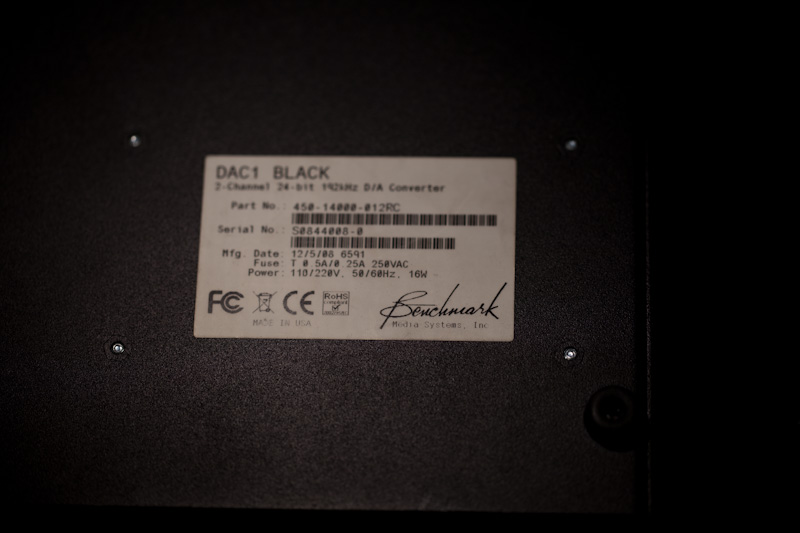 DAC1 BLACK
2-Channel 24-bit 192kHz D/A Converter
Part No.: 450-14000-012RC
Serial No.: S0844008-0
Mfg. Date: 12/5/08 6591
Fuse: T 0.5A/0.25A 250VAC
Power: 110/220V, 50/60Hz, 16W
FC CE RoHS
compliant
MADE IN USA
Benchmark
Media Systems, Inc